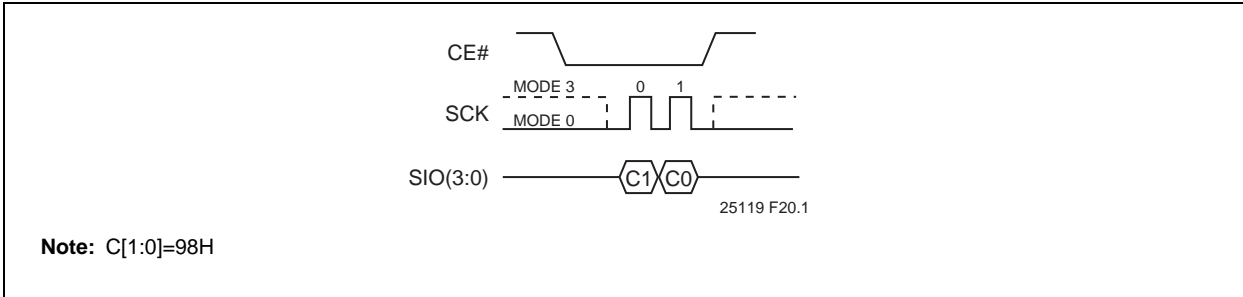 CE#
MODE 3 0 1
SCK
MODE 0
SIO(3:0) C1 C0
25119 F20.1
Note: C[1:0]=98H